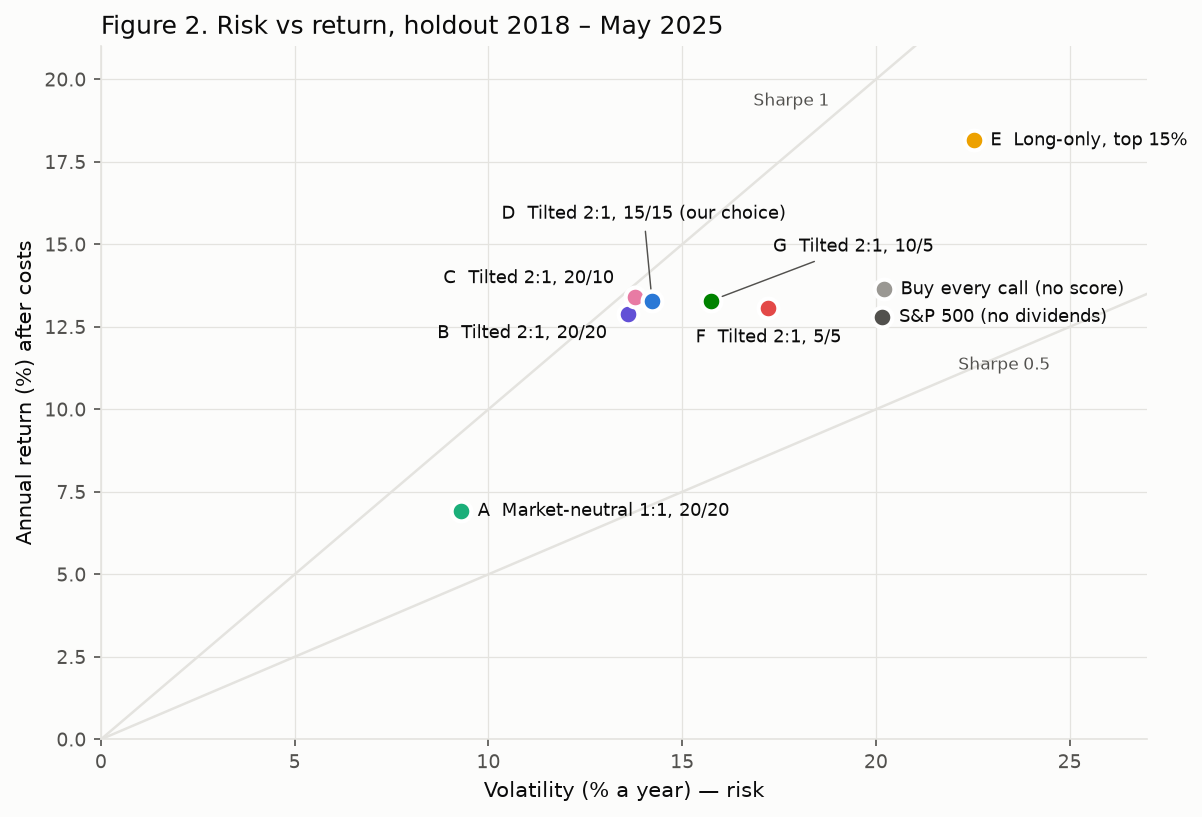 Figure 2. Risk vs return, holdout 2018 – May 2025
20.0
Sharpe 1
E Long-only, top 15%
17.5
D Tilted 2:1, 15/15 (our choice)
15.0
G Tilted 2:1, 10/5
C Tilted 2:1, 20/10
Buy every call (no score)
S&P 500 (no dividends)
12.5
B Tilted 2:1, 20/20
F Tilted 2:1, 5/5
Sharpe 0.5
10.0
7.5
A Market-neutral 1:1, 20/20
5.0
2.5
0.0
Annual return (%) after costs
0 5 10 15 20 25
Volatility (% a year) — risk